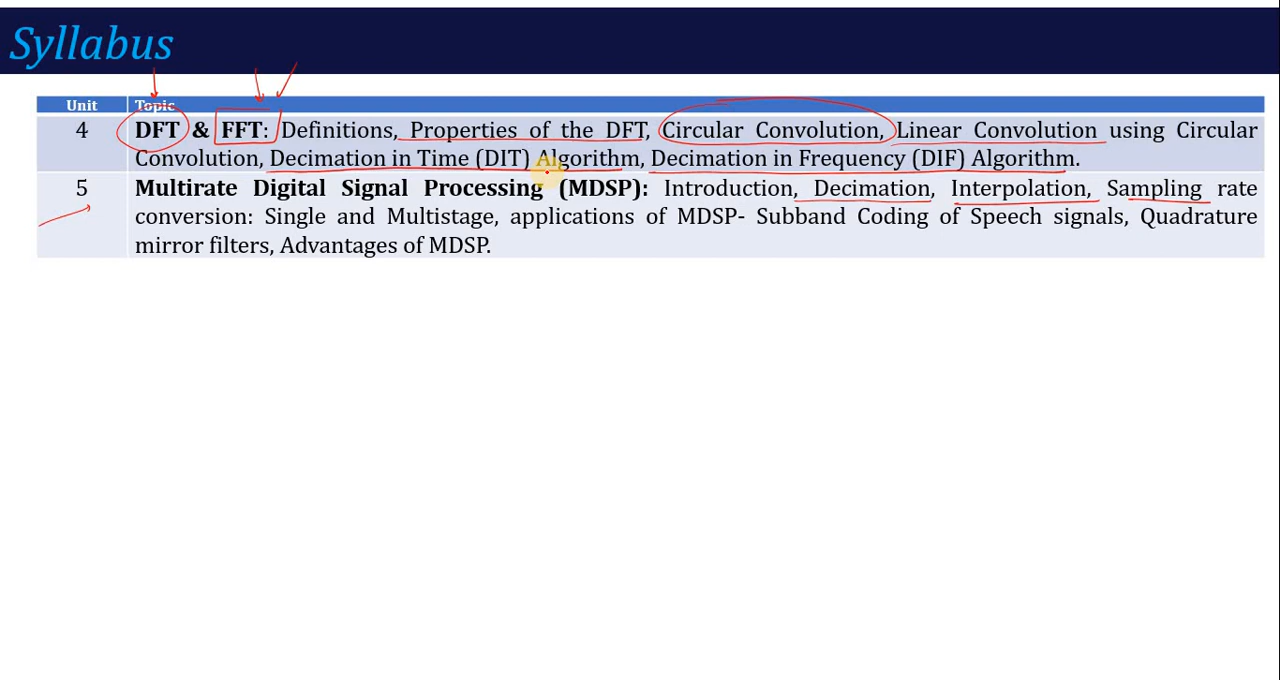 Syllabus
Unit Topic
4 DFT & FFT: Definitions, Properties of the DFT, Circular Convolution, Linear Convolution using Circular
Convolution, Decimation in Time (DIT) Algorithm, Decimation in Frequency (DIF) Algorithm.
5 Multirate Digital Signal Processing (MDSP): Introduction, Decimation, Interpolation, Sampling rate
conversion: Single and Multistage, applications of MDSP- Subband Coding of Speech signals, Quadrature
mirror filters, Advantages of MDSP.